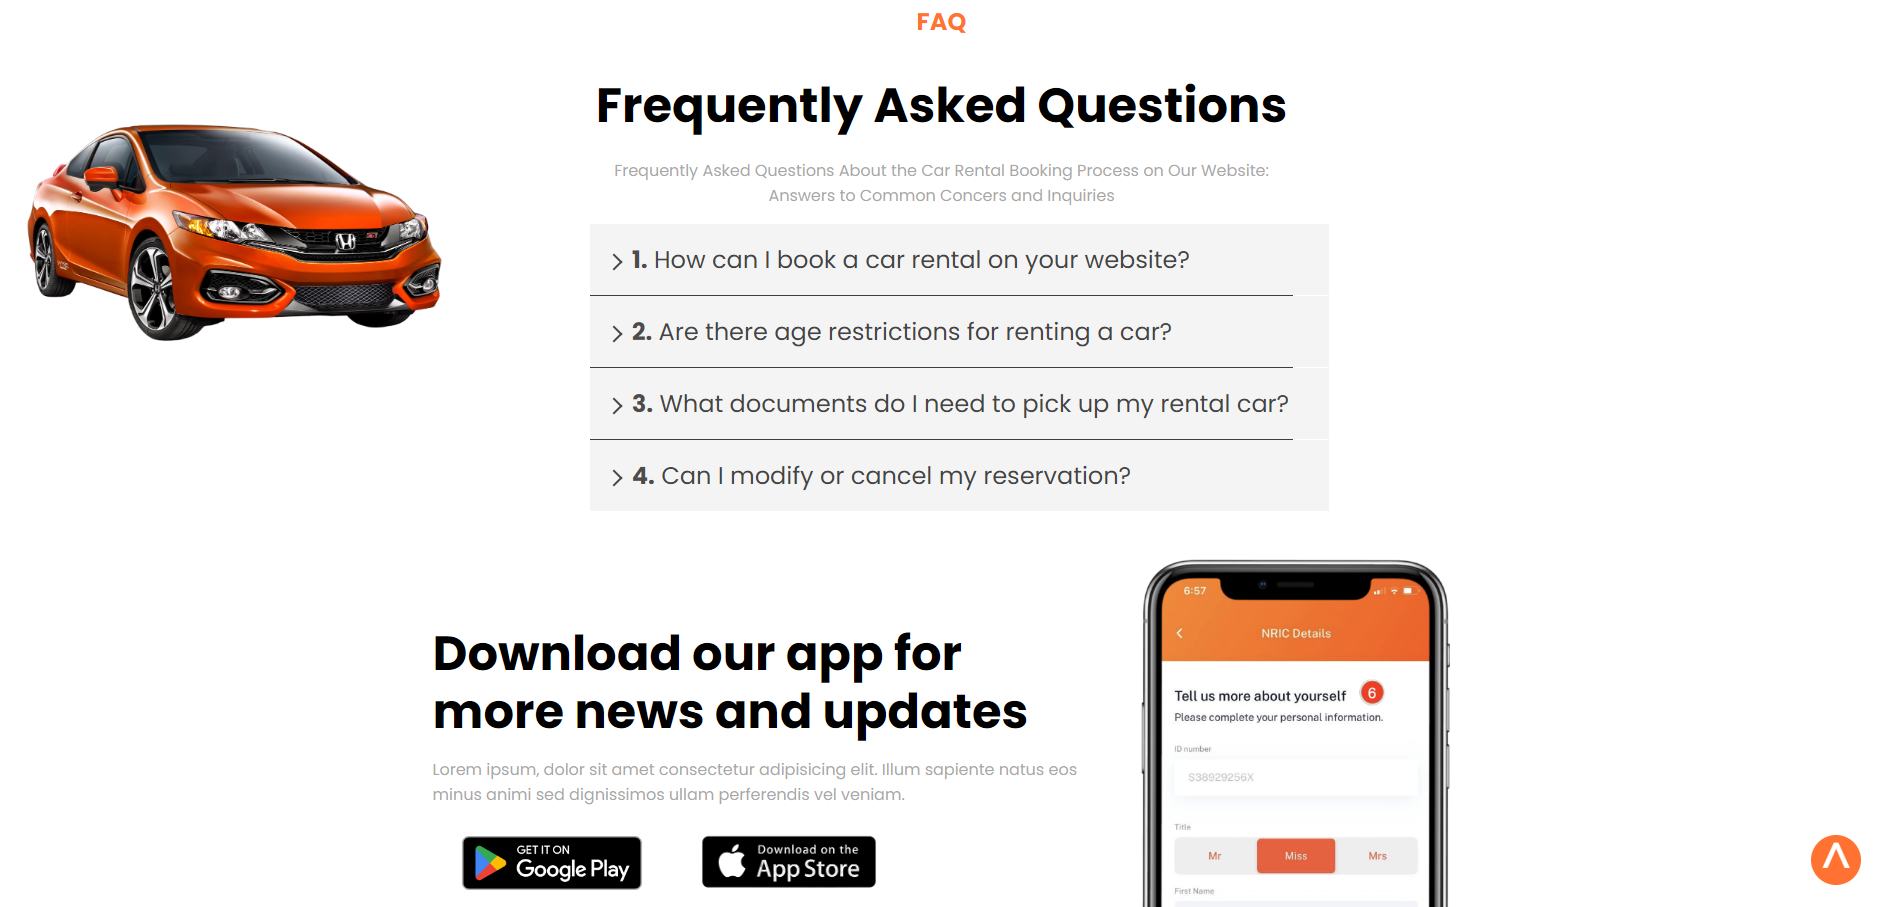 FAQ
Frequently Asked Questions
Frequently Asked Questions About the Car Rental Booking Process on Our Website:
Answers to Common Concers and Inquiries
1. How can I book a car rental on your website?
2. Are there age restrictions for renting a car?
3. What documents do I need to pick up my rental car?
4. Can I modify or cancel my reservation?
Download our app for
more news and updates
Lorem ipsum, dolor sit amet consectetur adipisicing elit. Illum sapiente natus eos
minus animi sed dignissimos ullam perferendis vel veniam.
GET IT ON
Google Play
Download on the
App Store
6:57
NRIC Details
Tell us more about yourself 6
Please complete your personal information.
ID number
S38929256X
Title
Mr Miss Mrs
First Name